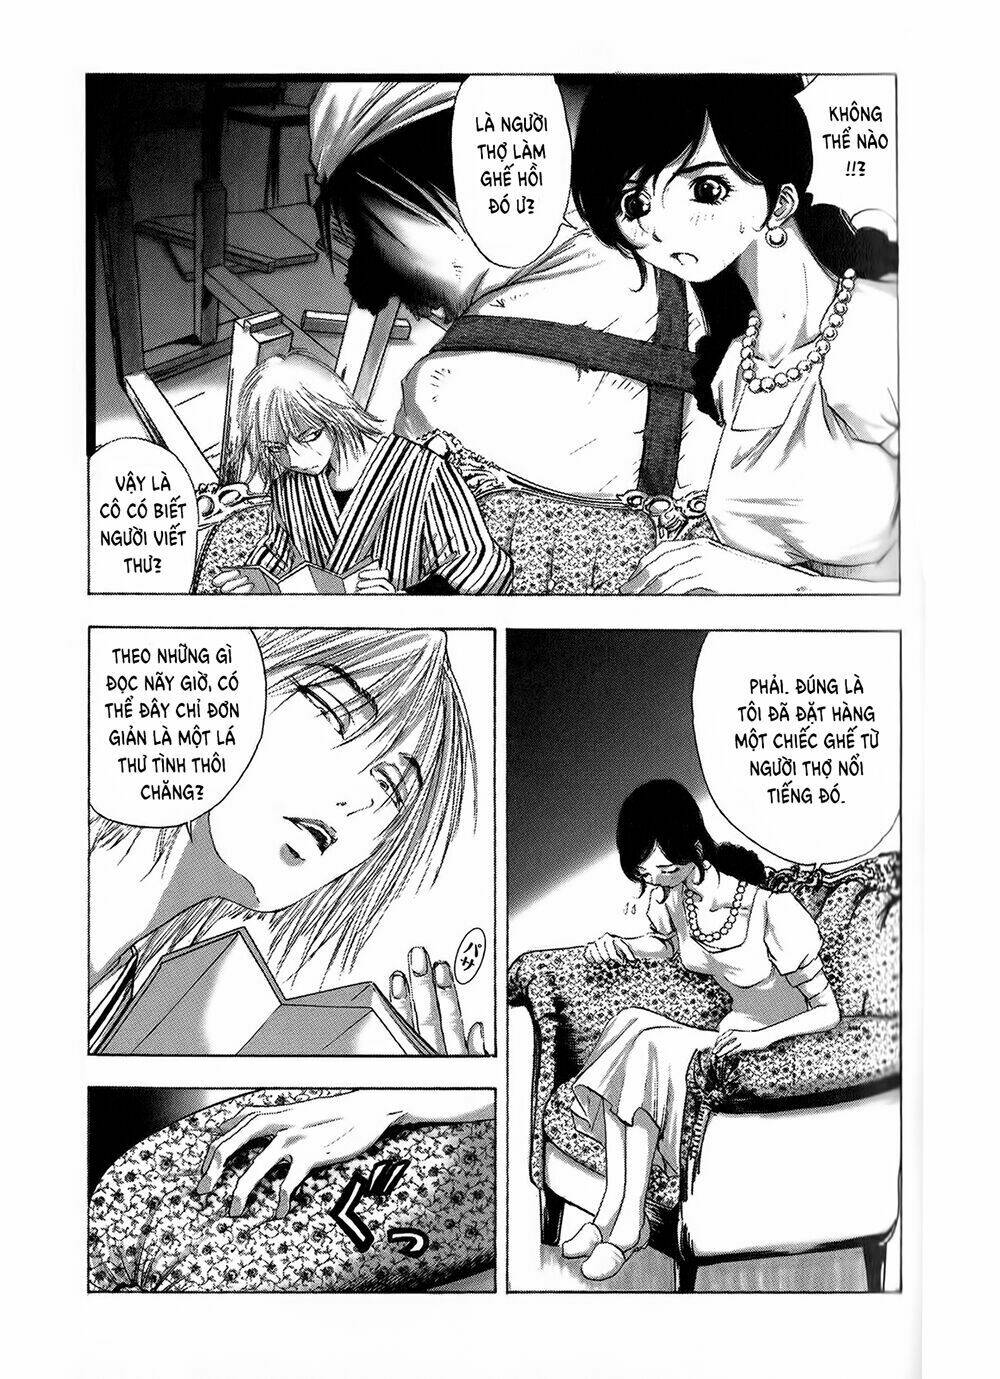 KHÔNG
THỂ NÀO
!!?
LÀ NGƯỜI
THỢ LÀM
GHẾ HỒI
ĐÓ Ư?
VẬY LÀ
CÔ CÓ BIẾT
NGƯỜI VIẾT
THƯ?
PHẢI. ĐÚNG LÀ
TÔI ĐÃ ĐẶT HÀNG
MỘT CHIẾC GHẾ TỪ
NGƯỜI THỢ NỔI
TIẾNG ĐÓ.
THEO NHỮNG GÌ
ĐỌC NÃY GIỜ, CÓ
THỂ ĐÂY CHỈ ĐƠN
GIẢN LÀ MỘT LÁ
THƯ TÌNH THÔI
CHĂNG?
パサ
ぐっ